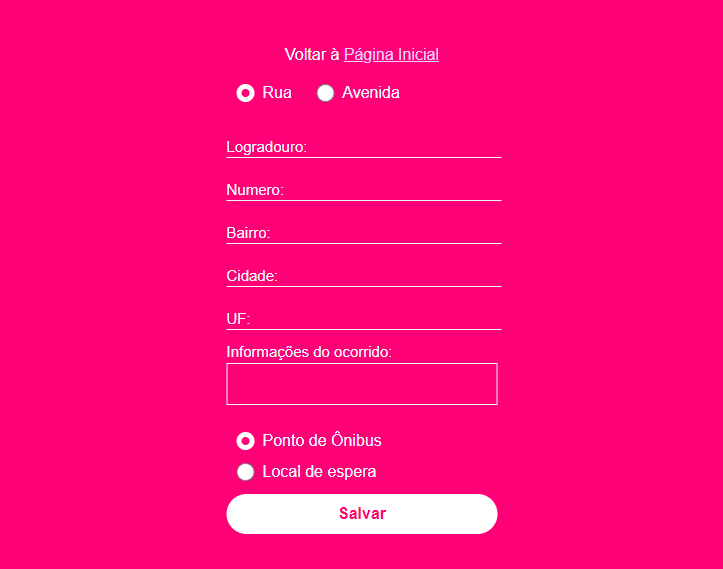 Voltar à Página Inicial
Rua Avenida
Logradouro:
Numero:
Bairro:
Cidade:
UF:
Informações do ocorrido:
Ponto de Ônibus
Local de espera
Salvar